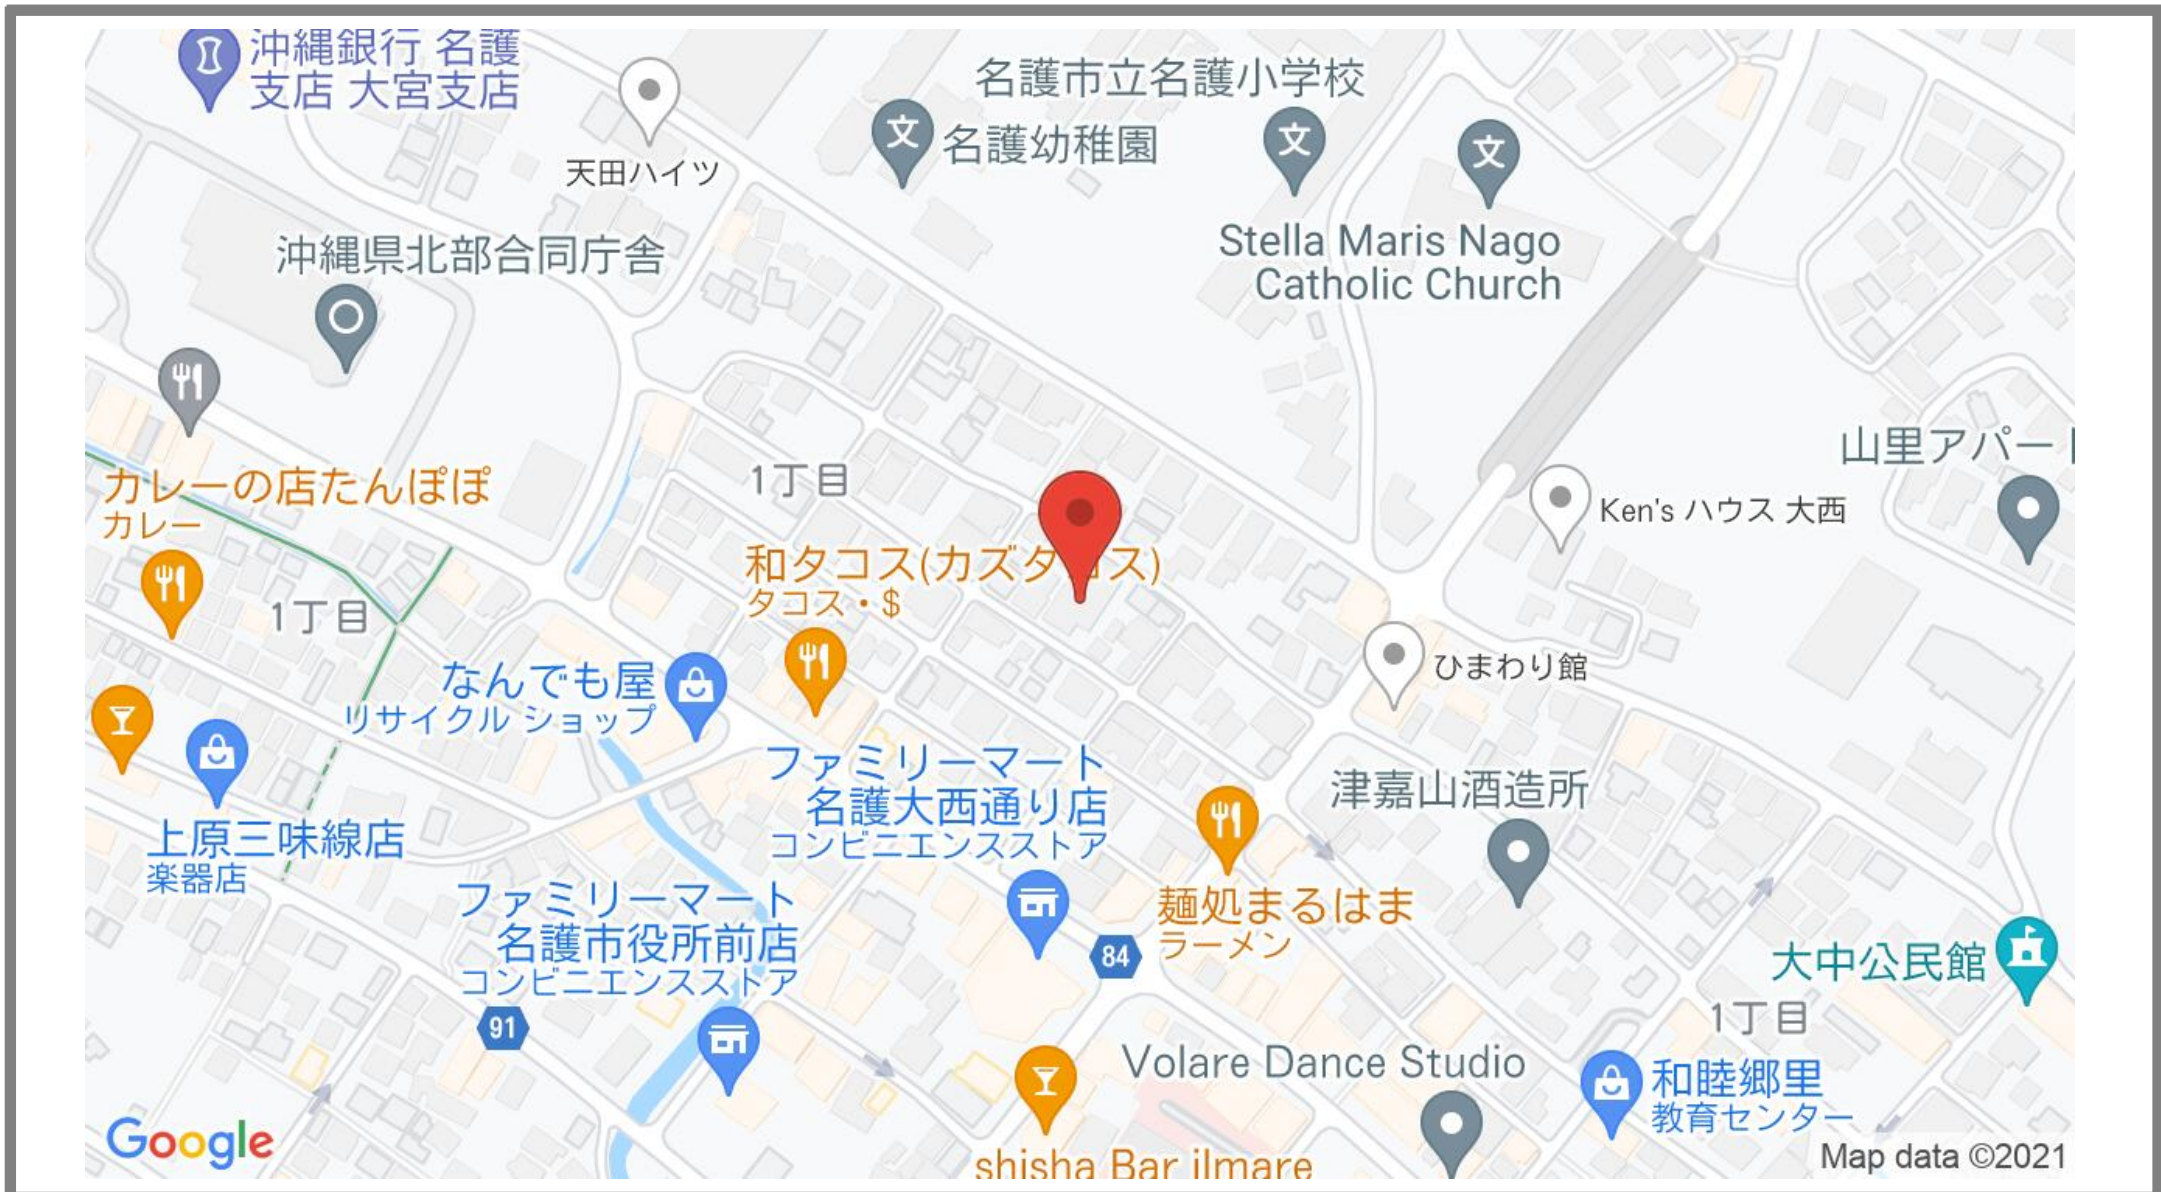 沖縄銀行 名護
支店 大宮支店
天田ハイツ
名護市立名護小学校
文
名護幼稚園
文
文
Stella Maris Nago
Catholic Church
沖縄県北部合同庁舎
カレーの店たんぽぽ
カレー
1丁目
1丁目
和タコス(カズタコス)
タコス・$
山里アパート
Ken's ハウス 大西
ひまわり館
なんでも屋
リサイクル ショップ
ファミリーマート
名護大西通り店
コンビニエンスストア
津嘉山酒造所
上原三味線店
楽器店
ファミリーマート
名護市役所前店
コンビニエンスストア
麺処まるはま
ラーメン
84
91
大中公民館
1丁目
Volare Dance Studio
和睦郷里
教育センター
shisha Bar ilmare
Google
Map data ©2021